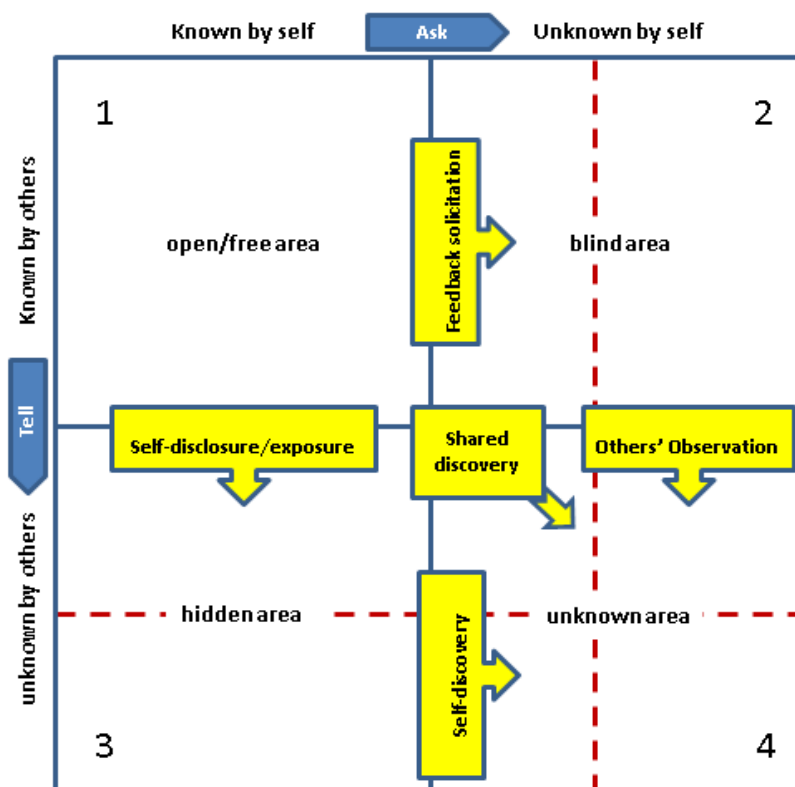 Known by self
Ask
Unknown by self
1
2
Known by others
Feedback solicitation
open/free area
blind area
Tell
Self-disclosure/exposure
Shared
discovery
Others' Observation
unknown by others
hidden area
Self-discovery
unknown area
3
4